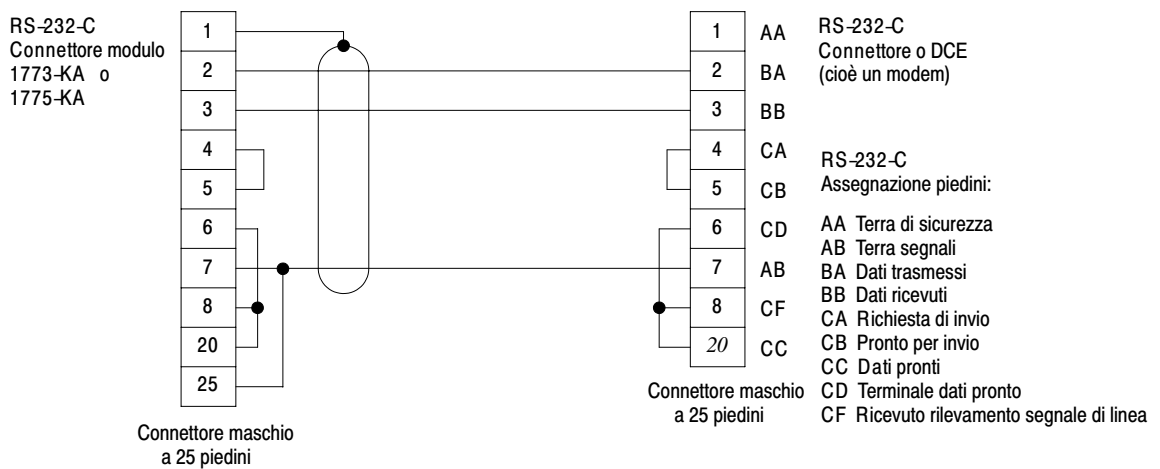 RS-232-C
Connettore modulo
1773-KA o
1775-KA
1
2
3
4
5
6
7
8
20
25
Connettore maschio
a 25 piedini
1 AA
2 BA
3 BB
4 CA
5 CB
6 CD
7 AB
8 CF
20 CC
Connettore maschio
a 25 piedini
RS-232-C
Connettore o DCE
(cioè un modem)
RS-232-C
Assegnazione piedini:
AA Terra di sicurezza
AB Terra segnali
BA Dati trasmessi
BB Dati ricevuti
CA Richiesta di invio
CB Pronto per invio
CC Dati pronti
CD Terminale dati pronto
CF Ricevuto rilevamento segnale di linea